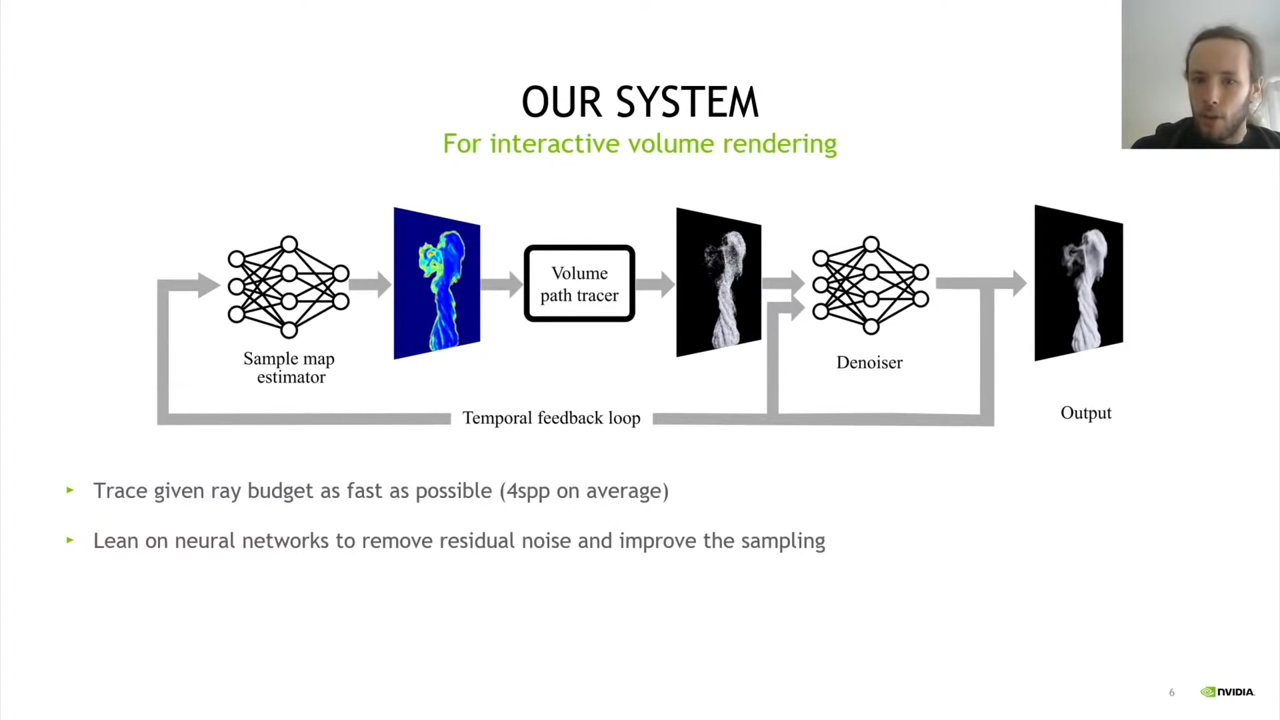 OUR SYSTEM
For interactive volume rendering
Volume
path tracer
Sample map
estimator
Denoiser
Temporal feedback loop
Output
Trace given ray budget as fast as possible (4spp on average)
Lean on neural networks to remove residual noise and improve the sampling
6
NVIDIA.